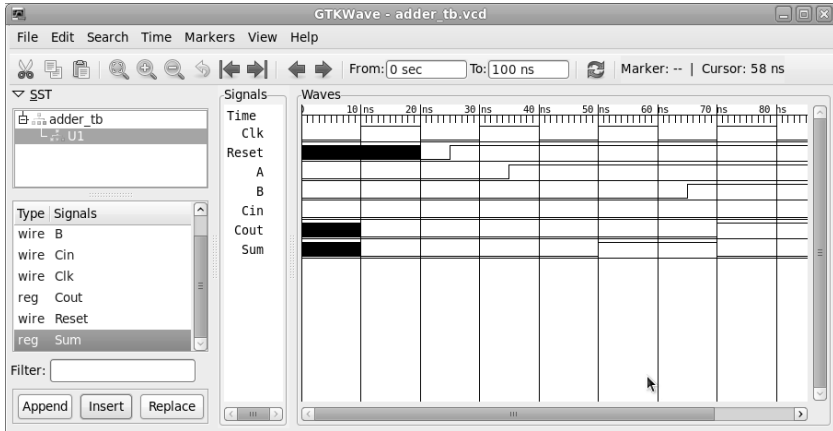 GTKWave - adder_tb.vcd
File Edit Search Time Markers View Help
From: 0 sec To: 100 ns Marker: -- | Cursor: 58 ns
SST
adder_tb
U1
Type Signals
wire B
wire Cin
wire Clk
reg Cout
wire Reset
reg Sum
Filter:
Append Insert Replace
Signals
Time
Clk
Reset
A
B
Cin
Cout
Sum
Waves
10 ns 20 ns 30 ns 40 ns 50 ns 60 ns 70 ns 80 ns